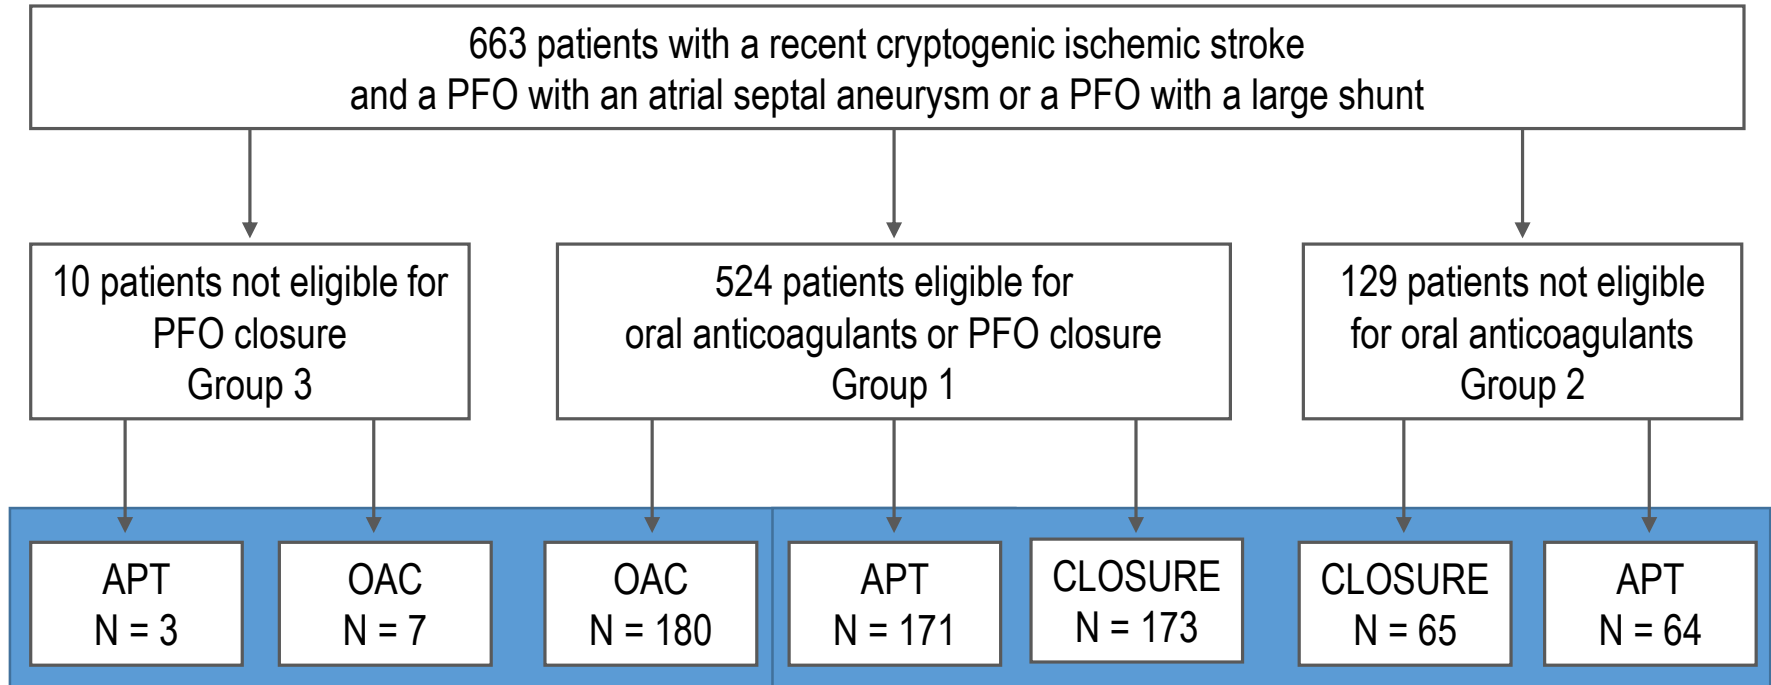 663 patients with a recent cryptogenic ischemic stroke
and a PFO with an atrial septal aneurysm or a PFO with a large shunt
10 patients not eligible for
PFO closure
Group 3
524 patients eligible for
oral anticoagulants or PFO closure
Group 1
129 patients not eligible
for oral anticoagulants
Group 2
APT
N = 3
OAC
N = 7
OAC
N = 180
APT
N = 171
CLOSURE
N = 173
CLOSURE
N = 65
APT
N = 64